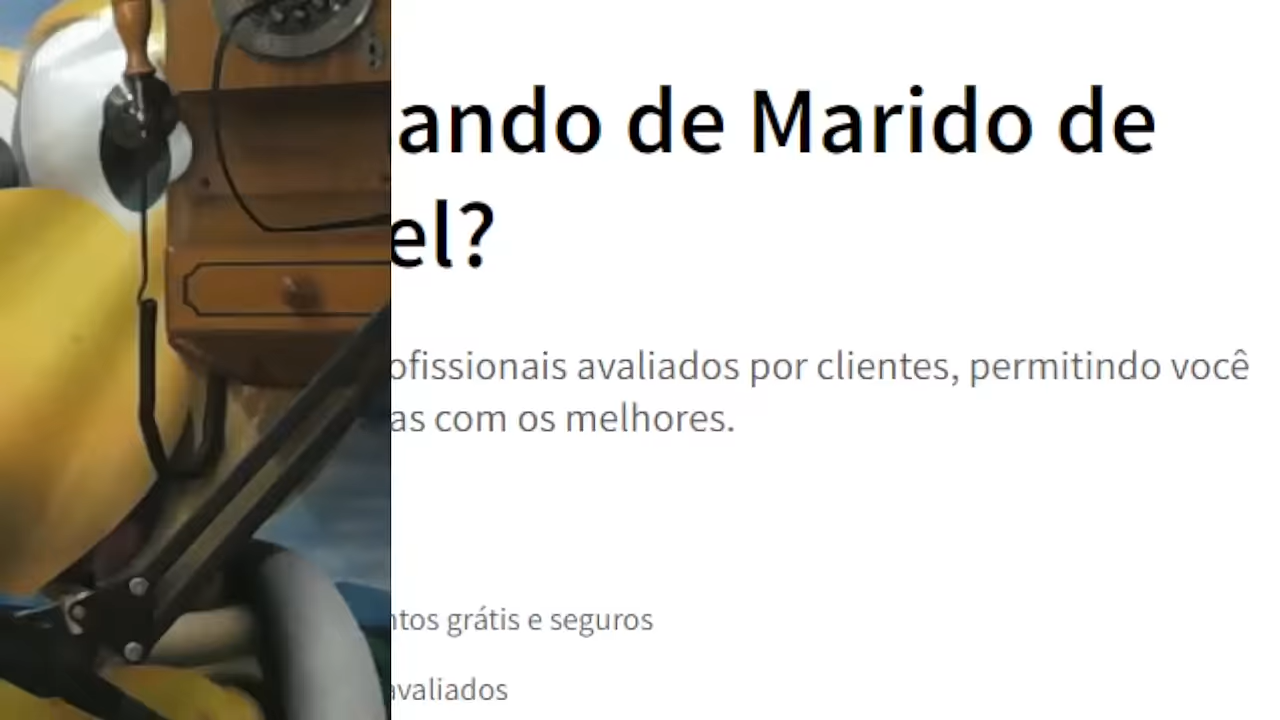 ando de Marido de
el?
ofissionais avaliados por clientes, permitindo você
as com os melhores.
ntos grátis e seguros
avaliados